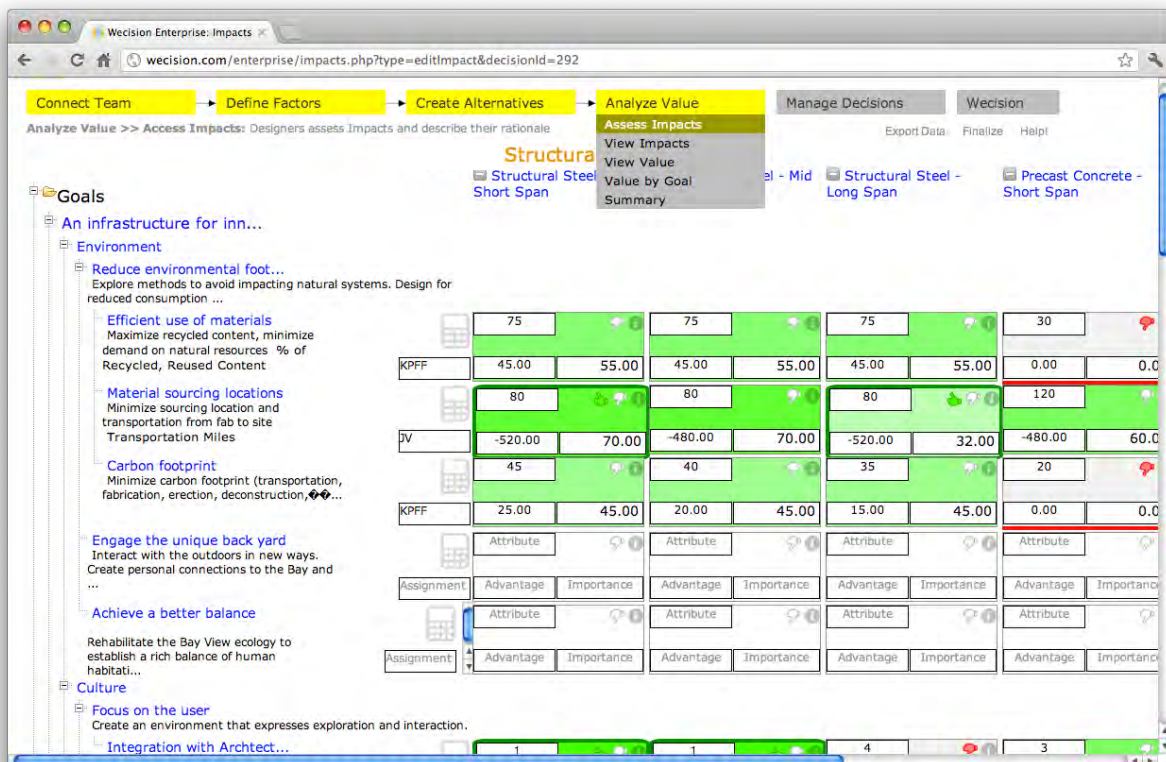 Wecision Enterprise: Impacts
wecision.com/enterprise/impacts.php?type=editImpact&decisionId=292
Connect Team Define Factors Create Alternatives Analyze Value Manage Decisions Wecision
Analyze Value >> Access Impacts: Designers assess Impacts and describe their rationale
Export Data Finalize Help!
Assess Impacts
View Impacts
View Value
Value by Goal
Summary
Structura
Structural Steel
Short Span
el - Mid
Structural Steel -
Long Span
Precast Concrete -
Short Span
Goals
An infrastructure for inn...
Environment
Reduce environmental foot...
Explore methods to avoid impacting natural systems. Design for
reduced consumption ...
Efficient use of materials
Maximize recycled content, minimize
demand on natural resources % of
Recycled, Reused Content
KPFF
75 75 75 30
45.00 55.00 45.00 55.00 45.00 55.00 0.00 0.0
Material sourcing locations
Minimize sourcing location and
transportation from fab to site
Transportation Miles
JV
80 80 80 120
-520.00 70.00 -480.00 70.00 -520.00 32.00 -480.00 60.0
Carbon footprint
Minimize carbon footprint (transportation,
fabrication, erection, deconstruction,��...
KPFF
45 40 35 20
25.00 45.00 20.00 45.00 15.00 45.00 0.00 0.0
Engage the unique back yard
Interact with the outdoors in new ways.
Create personal connections to the Bay and
...
Assignment
Attribute Attribute Attribute Attribute
Advantage Importance Advantage Importance Advantage Importance Advantage Importanc
Achieve a better balance
Rehabilitate the Bay View ecology to
establish a rich balance of human
habitati...
Assignment
Attribute Attribute Attribute Attribute
Advantage Importance Advantage Importance Advantage Importance Advantage Importanc
Culture
Focus on the user
Create an environment that expresses exploration and interaction.
Integration with Archtect...
1 1 4 3